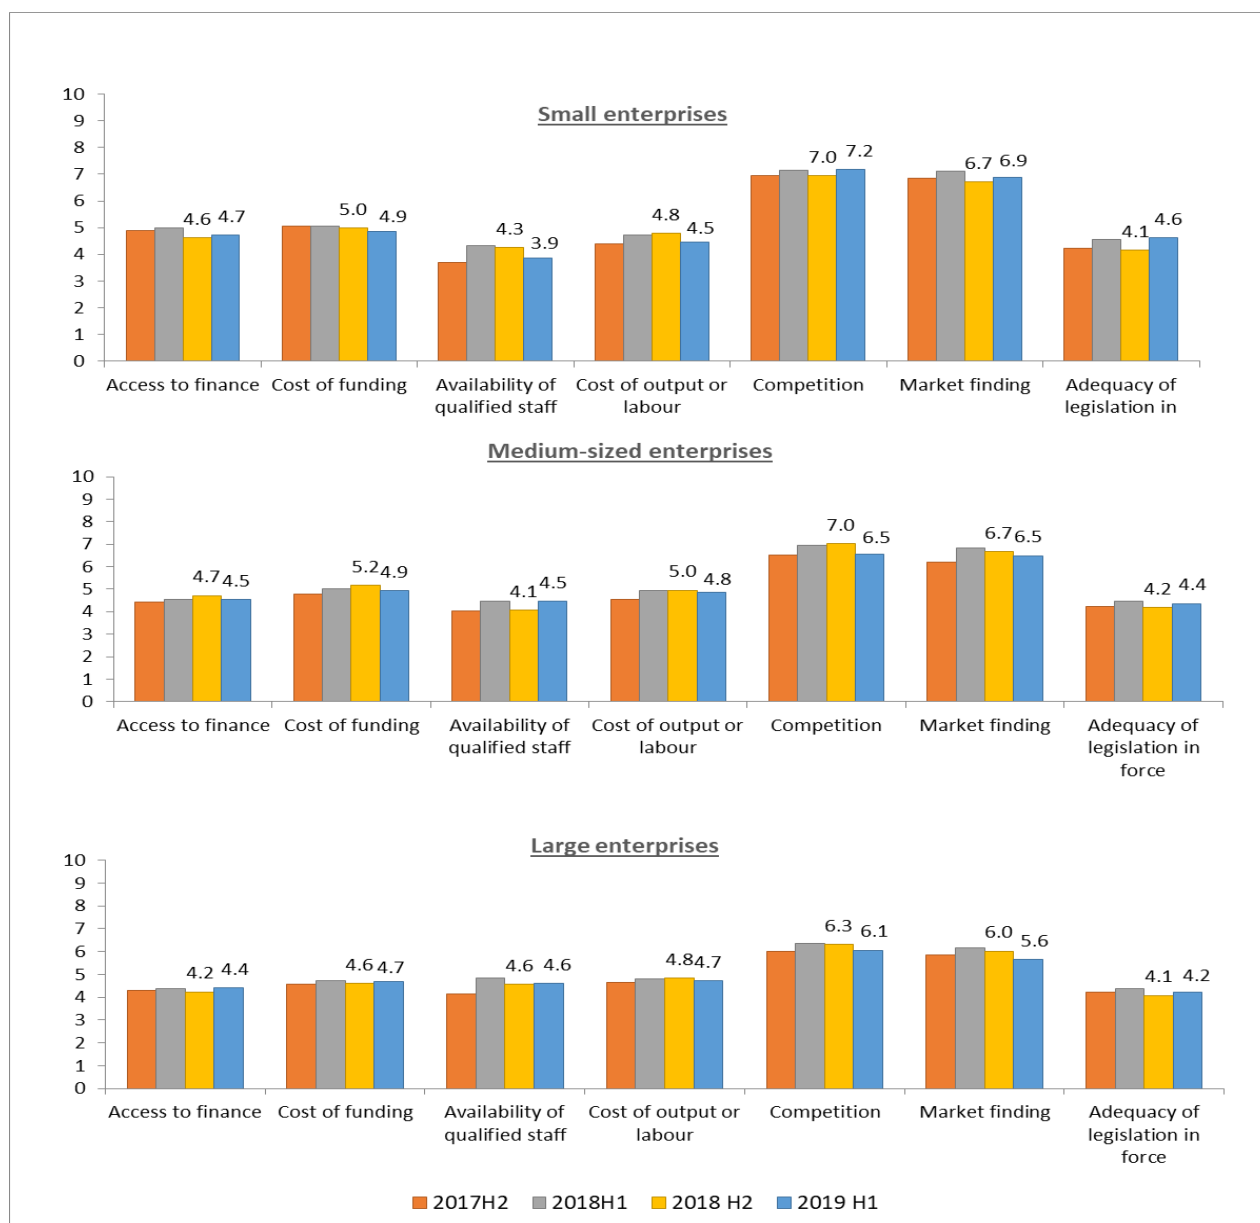 Small enterprises
10
9
8
7
6
5
4
3
2
1
0
4.6 4.7
5.0 4.9
4.3 3.9
4.8 4.5
7.0 7.2
6.7 6.9
4.1 4.6
Access to finance
Cost of funding
Availability of
qualified staff
Cost of output or
labour
Competition
Market finding
Adequacy of
legislation in
Medium-sized enterprises
10
9
8
7
6
5
4
3
2
1
0
4.7 4.5
5.2 4.9
4.1 4.5
5.0 4.8
7.0 6.5
6.7 6.5
4.2 4.4
Access to finance
Cost of funding
Availability of
qualified staff
Cost of output or
labour
Competition
Market finding
Adequacy of
legislation in
force
Large enterprises
10
9
8
7
6
5
4
3
2
1
0
4.2 4.4
4.6 4.7
4.6 4.6
4.8 4.7
6.3 6.1
6.0 5.6
4.1 4.2
Access to finance
Cost of funding
Availability of
qualified staff
Cost of output or
labour
Competition
Market finding
Adequacy of
legislation in
force
2017H2 2018H1 2018 H2 2019 H1